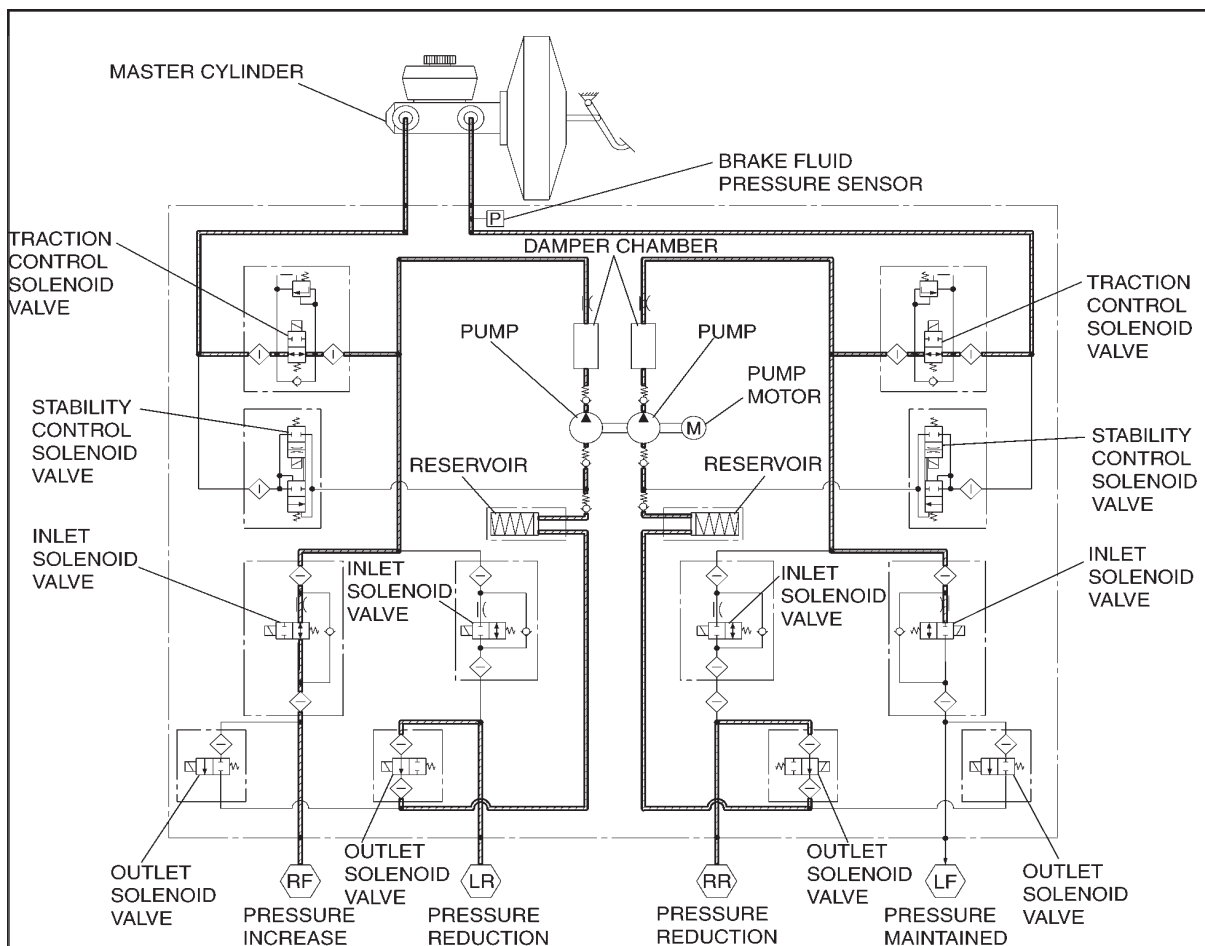 MASTER CYLINDER
BRAKE FLUID
PRESSURE SENSOR
P
TRACTION
CONTROL
SOLENOID
VALVE
DAMPER CHAMBER
TRACTION
CONTROL
SOLENOID
VALVE
PUMP
PUMP
PUMP
MOTOR
M
STABILITY
CONTROL
SOLENOID
VALVE
STABILITY
CONTROL
SOLENOID
VALVE
RESERVOIR
RESERVOIR
INLET
SOLENOID
VALVE
INLET
SOLENOID
VALVE
INLET
SOLENOID
VALVE
INLET
SOLENOID
VALVE
OUTLET
SOLENOID
VALVE
RF
PRESSURE
INCREASE
OUTLET
SOLENOID
VALVE
LR
PRESSURE
REDUCTION
RR
PRESSURE
REDUCTION
OUTLET
SOLENOID
VALVE
LF
PRESSURE
MAINTAINED
OUTLET
SOLENOID
VALVE